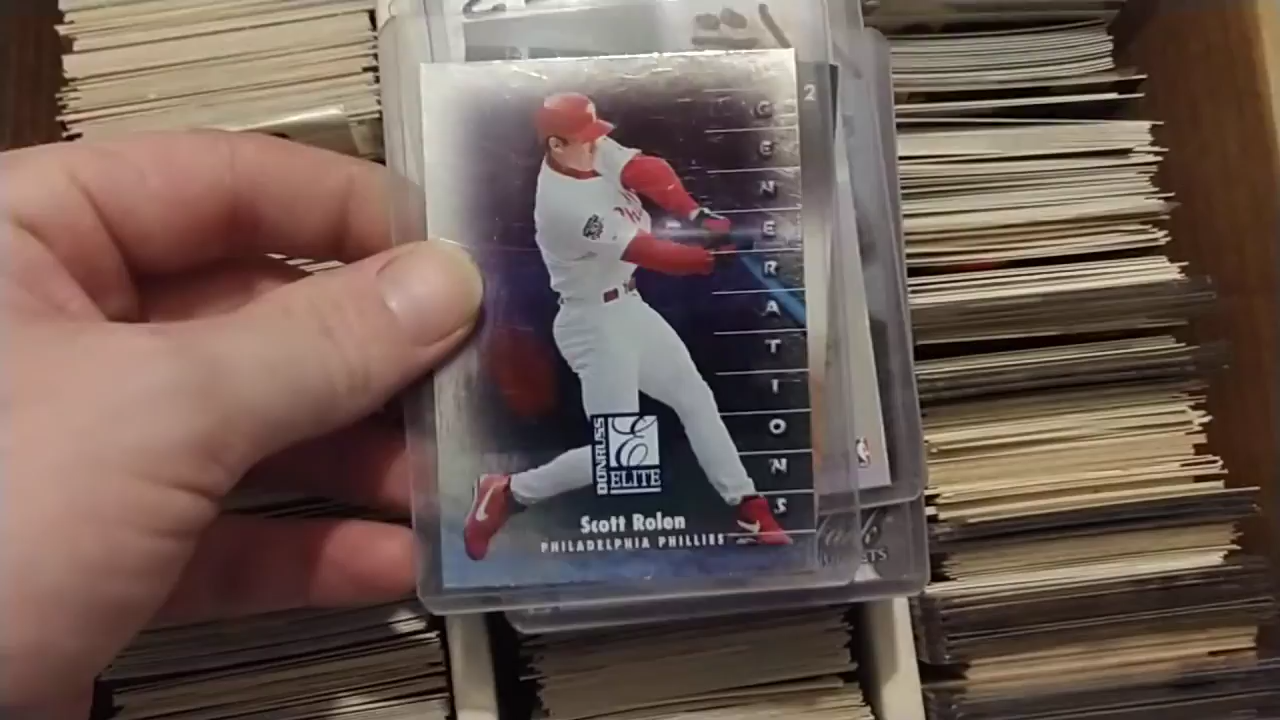 GENERATIONS
DONRUSS
E
ELITE
Scott Rolen
PHILADELPHIA PHILLIES
2